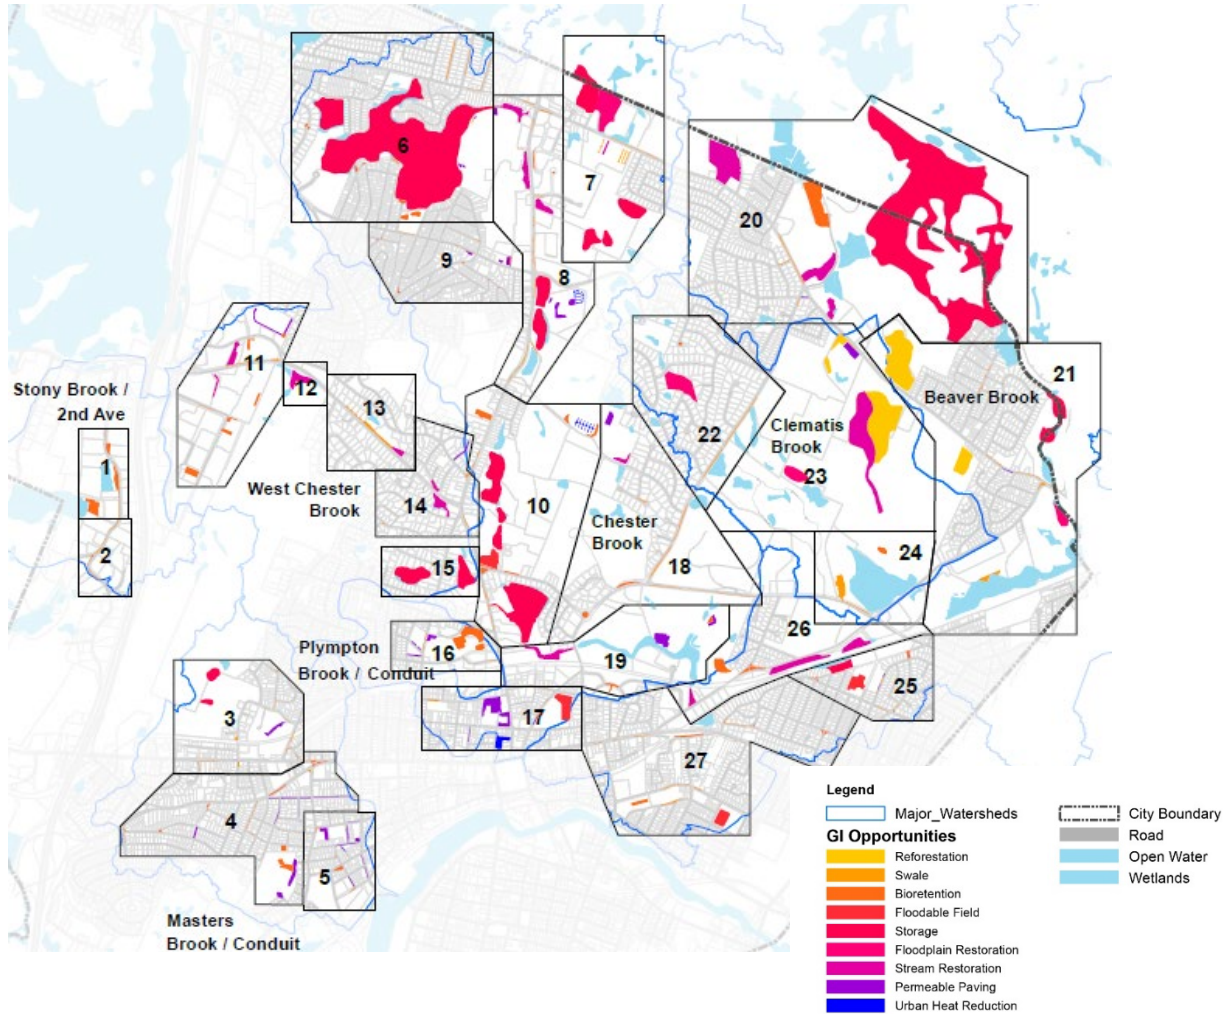 6
7
20
9
8
11
21
Stony Brook /
2nd Ave
12
13
Beaver Brook
22
Clematis
Brook
1
23
West Chester
Brook
14
10
Chester
Brook
2
15
18
24
26
Plympton
Brook / Conduit
16
19
25
3
17
27
4
5
Masters
Brook / Conduit
Legend
Major_Watersheds
GI Opportunities
Reforestation
Swale
Bioretention
Floodable Field
Storage
Floodplain Restoration
Stream Restoration
Permeable Paving
Urban Heat Reduction
City Boundary
Road
Open Water
Wetlands